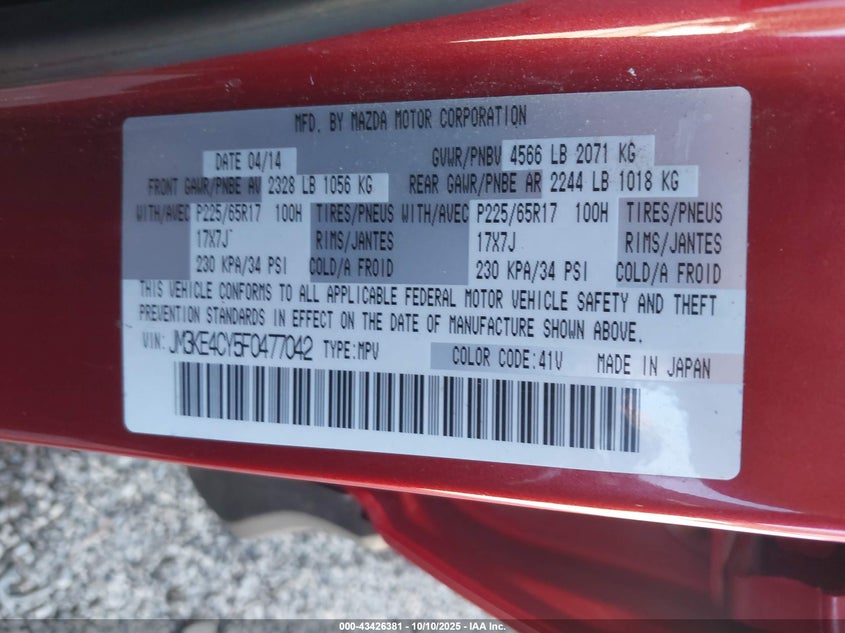 MFD. BY MAZDA MOTOR CORPORATION
DATE 04/14 GVWR/PNBV 4566 LB 2071 KG
FRONT GAWR/PNBE AV 2328 LB 1056 KG REAR GAWR/PNBE AR 2244 LB 1018 KG
WITH/AVEC P225/65R17 100H TIRES/PNEUS WITH/AVEC P225/65R17 100H TIRES/PNEUS
17X7J RIMS/JANTES 17X7J RIMS/JANTES
230 KPA/34 PSI COLD/A FROID 230 KPA/34 PSI COLD/A FROID
THIS VEHICLE CONFORMS TO ALL APPLICABLE FEDERAL MOTOR VEHICLE SAFETY AND THEFT
PREVENTION STANDARDS IN EFFECT ON THE DATE OF MANUFACTURE SHOWN ABOVE.
VIN: JM3KE4CY5F0477042 TYPE:MPV COLOR CODE:41V MADE IN JAPAN
000-43426381 | 10/10/2025 - IAA Inc.